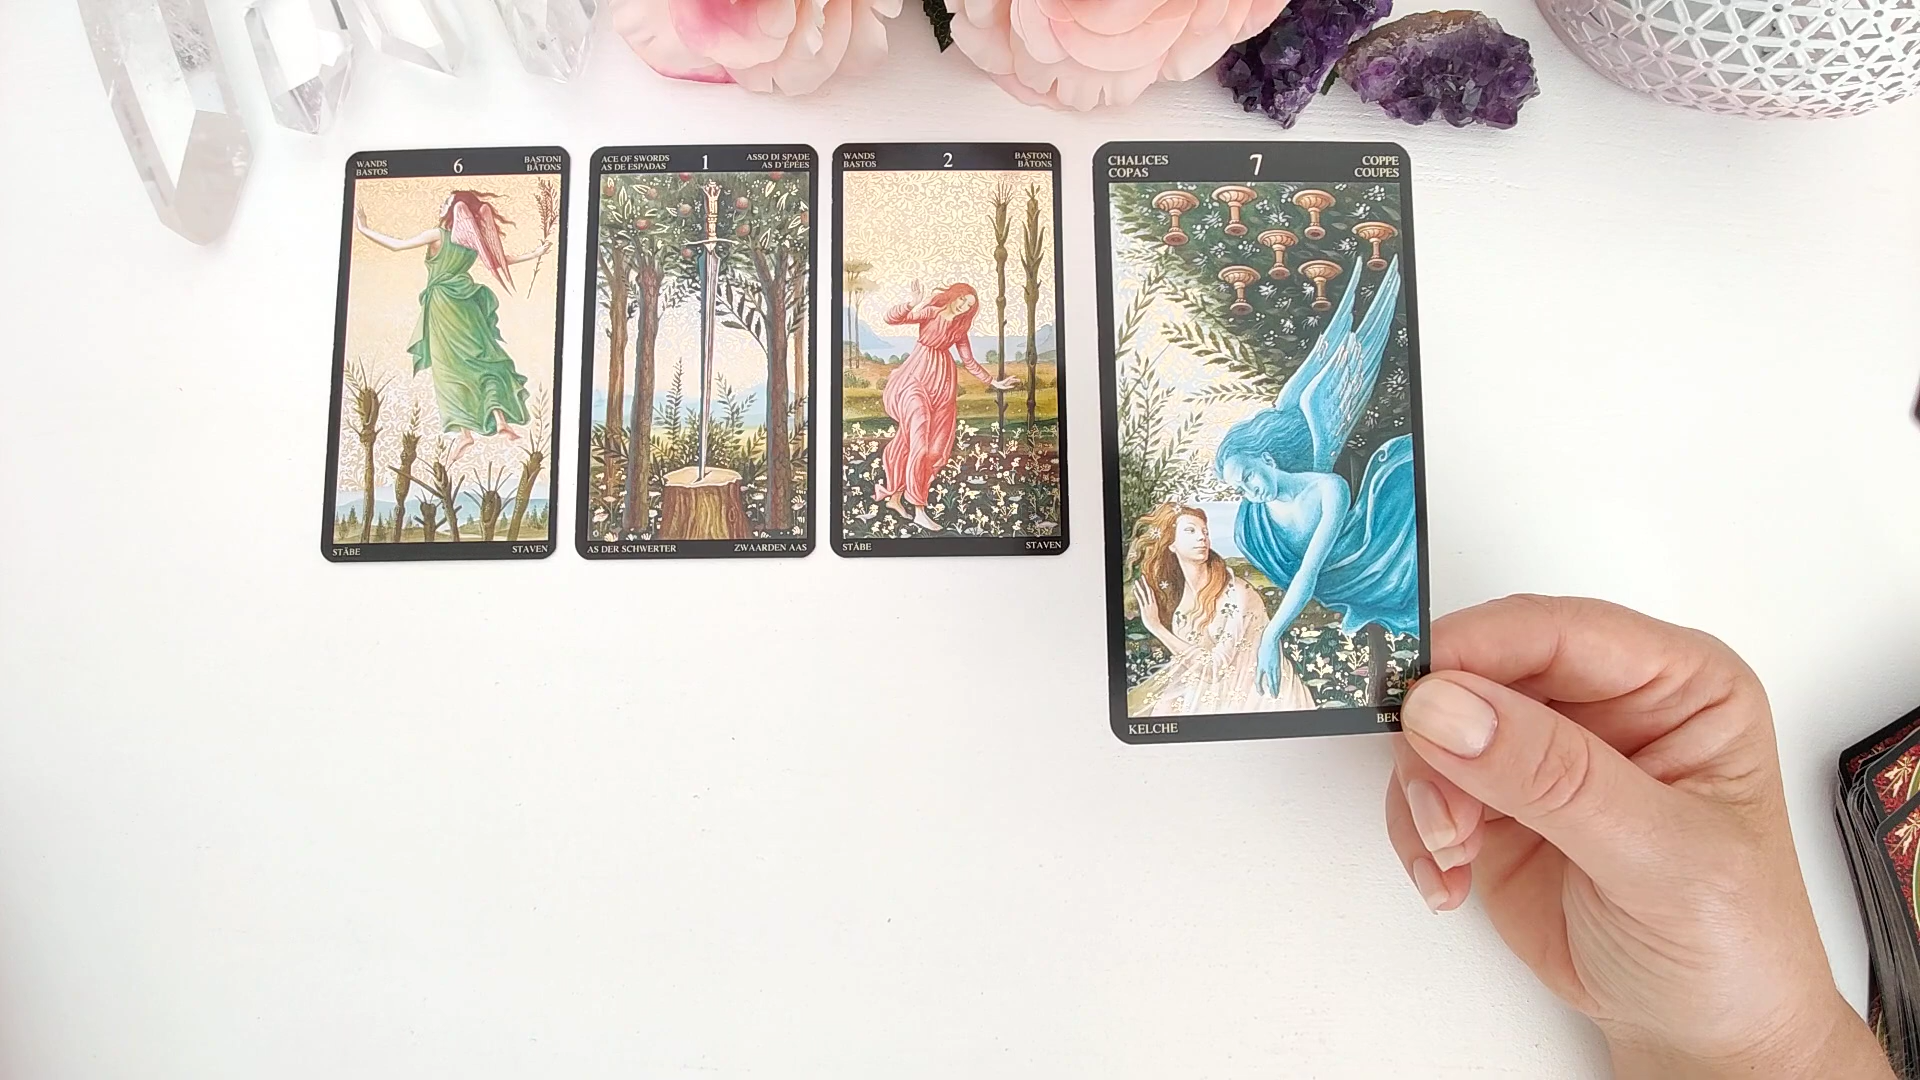 WANDS
BASTOS
6
BASTONI
BÂTONS
STÄBE
STAVEN
ACE OF SWORDS
AS DE ESPADAS
1
ASSO DI SPADE
AS D'ÉPÉES
AS DER SCHWERTER
ZWAARDEN AAS
WANDS
BASTOS
2
BASTONI
BÂTONS
STÄBE
STAVEN
CHALICES
COPAS
7
COPPE
COUPES
KELCHE
BEK